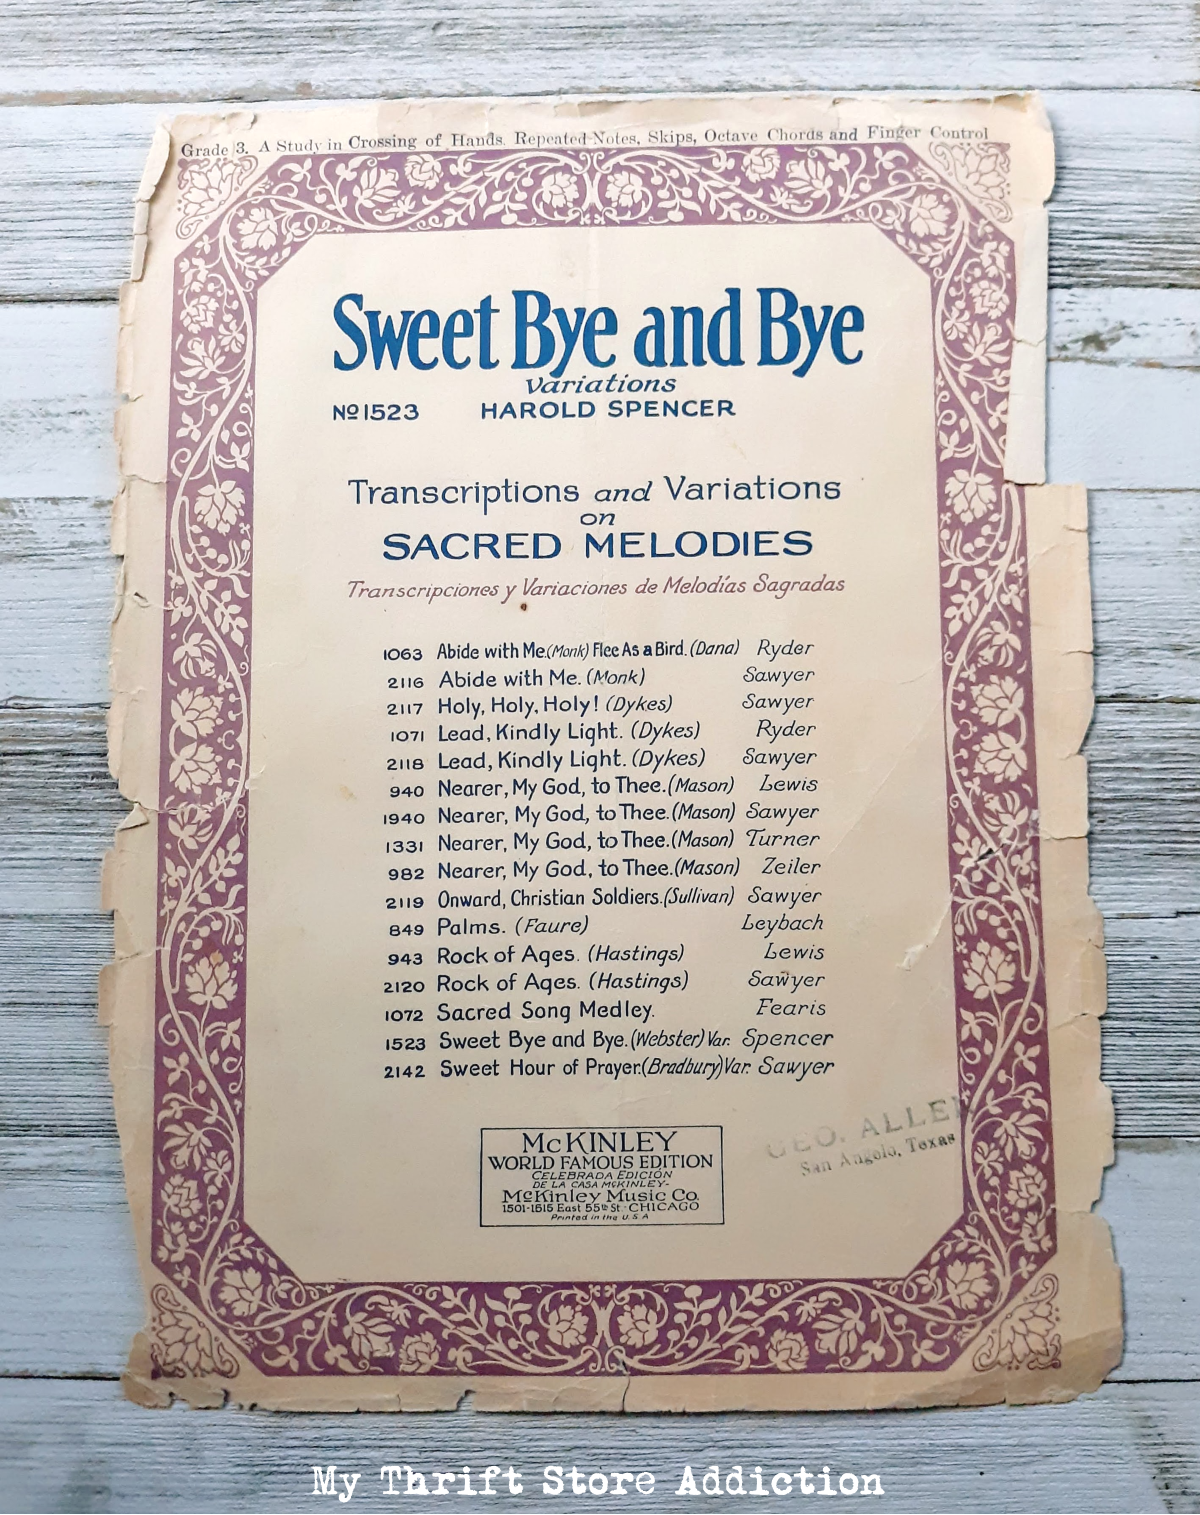 Grade 3. A Study in Crossing of Hands. Repeated Notes, Skips, Octave Chords and Finger Control
Sweet Bye and Bye
Variations
No 1523 HAROLD SPENCER
Transcriptions and Variations
on
SACRED MELODIES
Transcripciones y Variaciones de Melodías Sagradas
1063 Abide with Me.(Monk) Flee As a Bird.(Dana) Ryder
2116 Abide with Me. (Monk) Sawyer
2117 Holy, Holy, Holy! (Dykes) Sawyer
1071 Lead, Kindly Light. (Dykes) Ryder
2118 Lead, Kindly Light. (Dykes) Sawyer
940 Nearer, My God, to Thee.(Mason) Lewis
1940 Nearer, My God, to Thee.(Mason) Sawyer
1331 Nearer, My God, to Thee.(Mason) Turner
982 Nearer, My God, to Thee.(Mason) Zeiler
2119 Onward, Christian Soldiers.(Sullivan) Sawyer
849 Palms. (Faure) Leybach
943 Rock of Ages. (Hastings) Lewis
2120 Rock of Ages. (Hastings) Sawyer
1072 Sacred Song Medley. Fearis
1523 Sweet Bye and Bye.(Webster) Var. Spencer
2142 Sweet Hour of Prayer.(Bradbury) Var. Sawyer
GEO. ALLEN
San Angelo, Texas
McKINLEY
WORLD FAMOUS EDITION
CELEBRADA EDICIÓN
DE LA CASA McKINLEY-
McKinley Music Co.
1501-1515 East 55th St. CHICAGO
Printed in the U.S.A
My Thrift Store Addiction